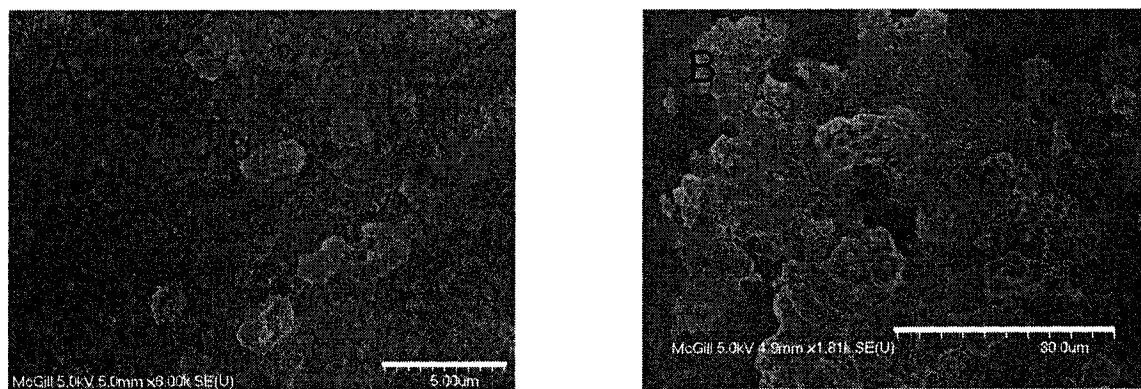 A
McGill 5.0kV 5.0mm x6.00k SE(U)
5.00um
B
McGill 5.0kV 4.9mm x1.81k SE(U)
30.0um